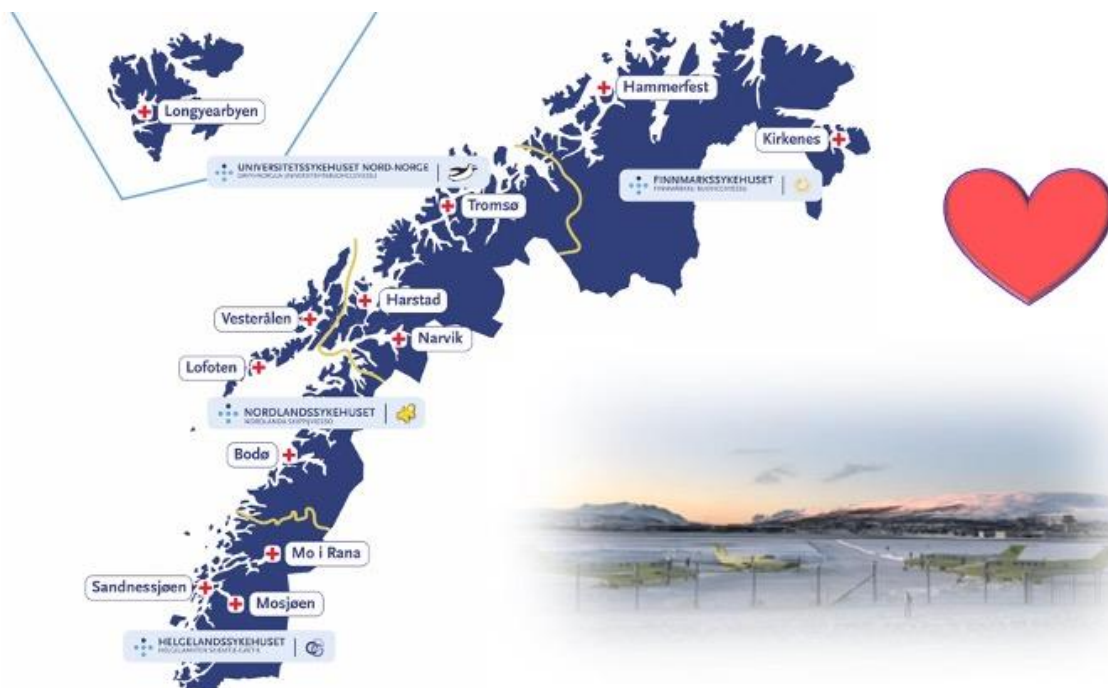 Longyearbyen
Hammerfest
Kirkenes
UNIVERSITETSSYKEHUSET NORD-NORGE
FINNMARKSSYKEHUSET
Tromsø
Harstad
Vesterålen
Narvik
Lofoten
NORDLANDSSYKEHUSET
Bodø
Mo i Rana
Sandnessjøen
Mosjøen
HELGELANDSSYKEHUSET